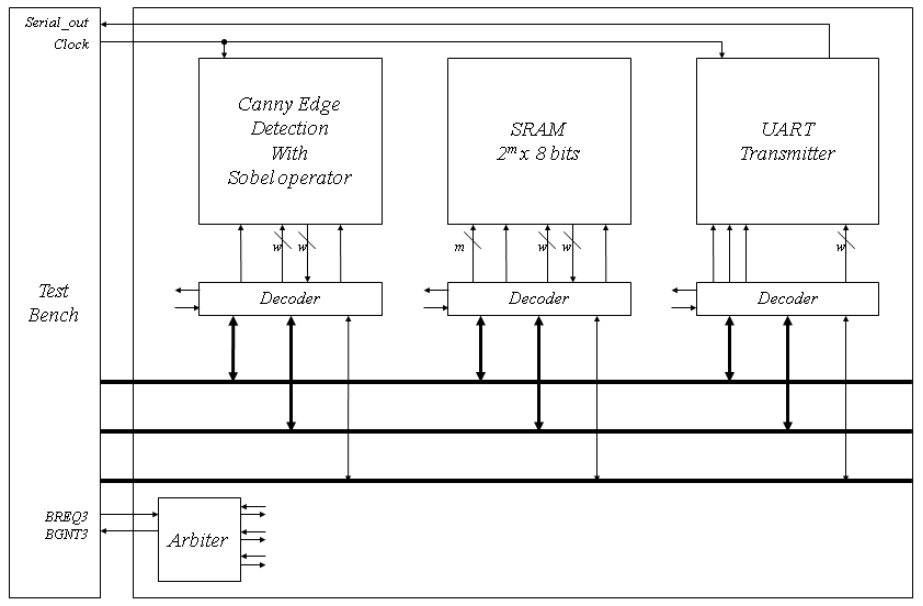 Serial_out
Clock
Canny Edge
Detection
With
Sobel operator
SRAM
2ᵐ x 8 bits
UART
Transmitter
w w
m w w
w
Test
Bench
Decoder
Decoder
Decoder
BREQ3
BGNT3
Arbiter